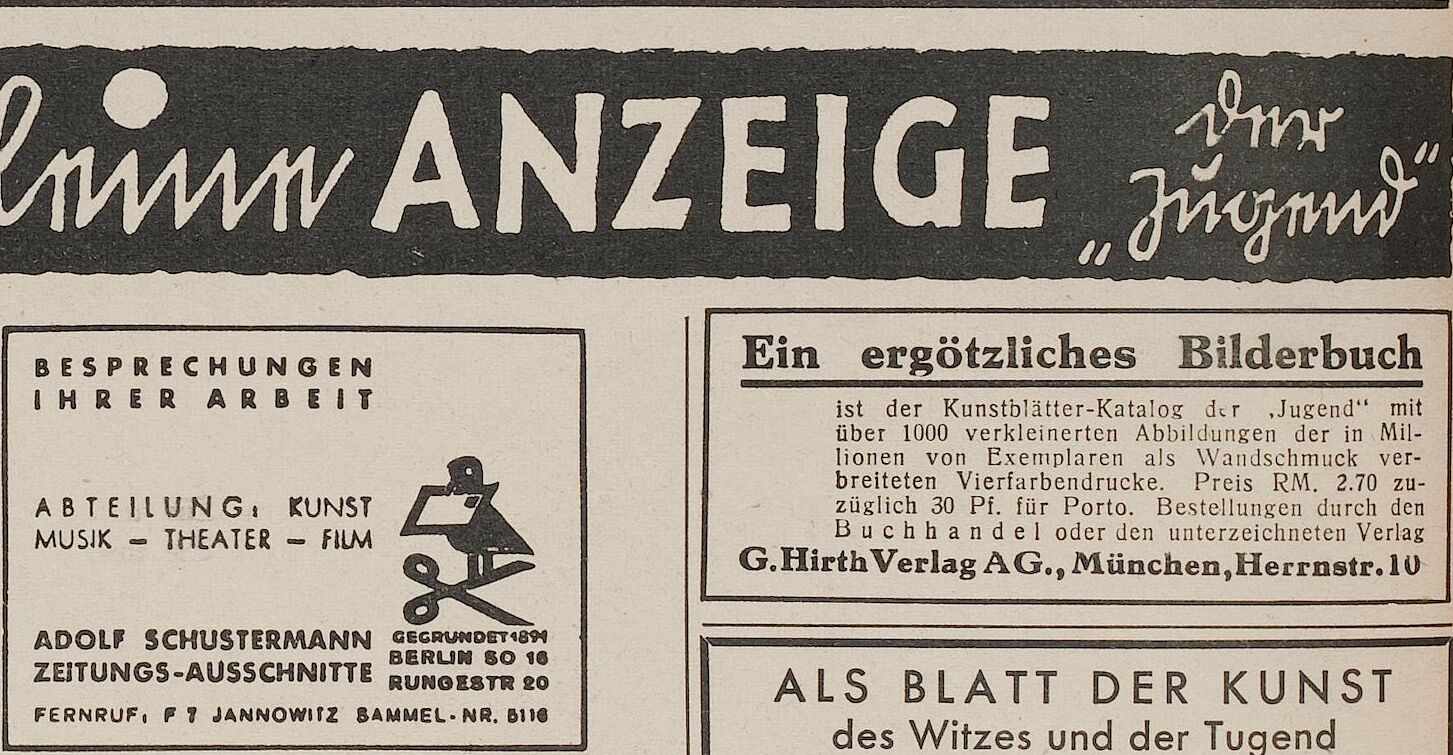 leine ANZEIGE der
„Jugend“
BESPRECHUNGEN
IHRER ARBEIT
ABTEILUNG: KUNST
MUSIK – THEATER – FILM
ADOLF SCHUSTERMANN
ZEITUNGS-AUSSCHNITTE
GEGRUNDET 1891
BERLIN SO 16
RUNGESTR 20
FERNRUF: F 7 JANNOWITZ SAMMEL-NR. 5116
Ein ergötzliches Bilderbuch
ist der Kunstblätter-Katalog der „Jugend“ mit
über 1000 verkleinerten Abbildungen der in Mil-
lionen von Exemplaren als Wandschmuck ver-
breiteten Vierfarbendrucke. Preis RM. 2.70 zu-
züglich 30 Pf. für Porto. Bestellungen durch den
Buchhandel oder den unterzeichneten Verlag
G. Hirth Verlag AG., München, Herrnstr. 10
ALS BLATT DER KUNST
des Witzes und der Tugend